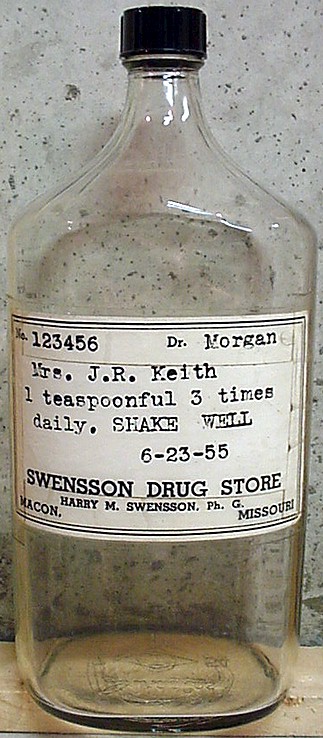 No. 123456 Dr. Morgan
Mrs. J.R. Keith
1 teaspoonful 3 times
daily. SHAKE WELL
6-23-55
SWENSSON DRUG STORE
HARRY M. SWENSSON, Ph. G.
MACON, MISSOURI